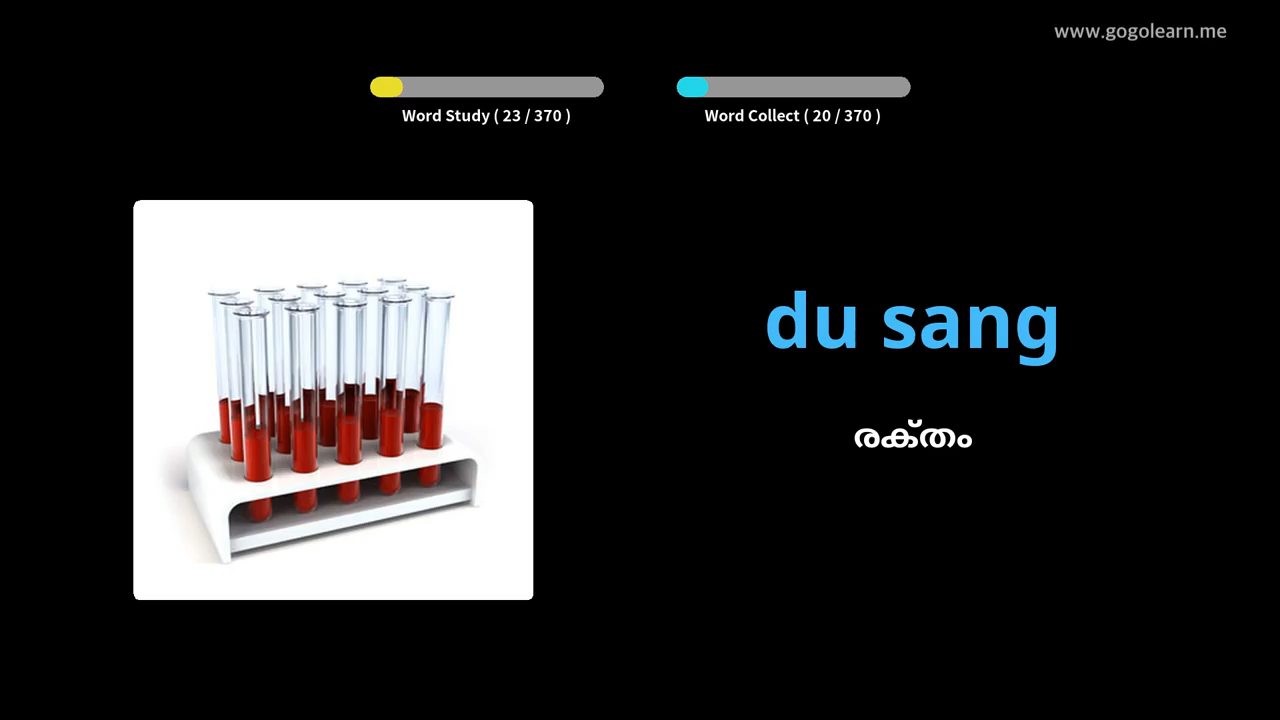 www.gogolearn.me
Word Study ( 23 / 370 )
Word Collect ( 20 / 370 )
du sang
രക്തം